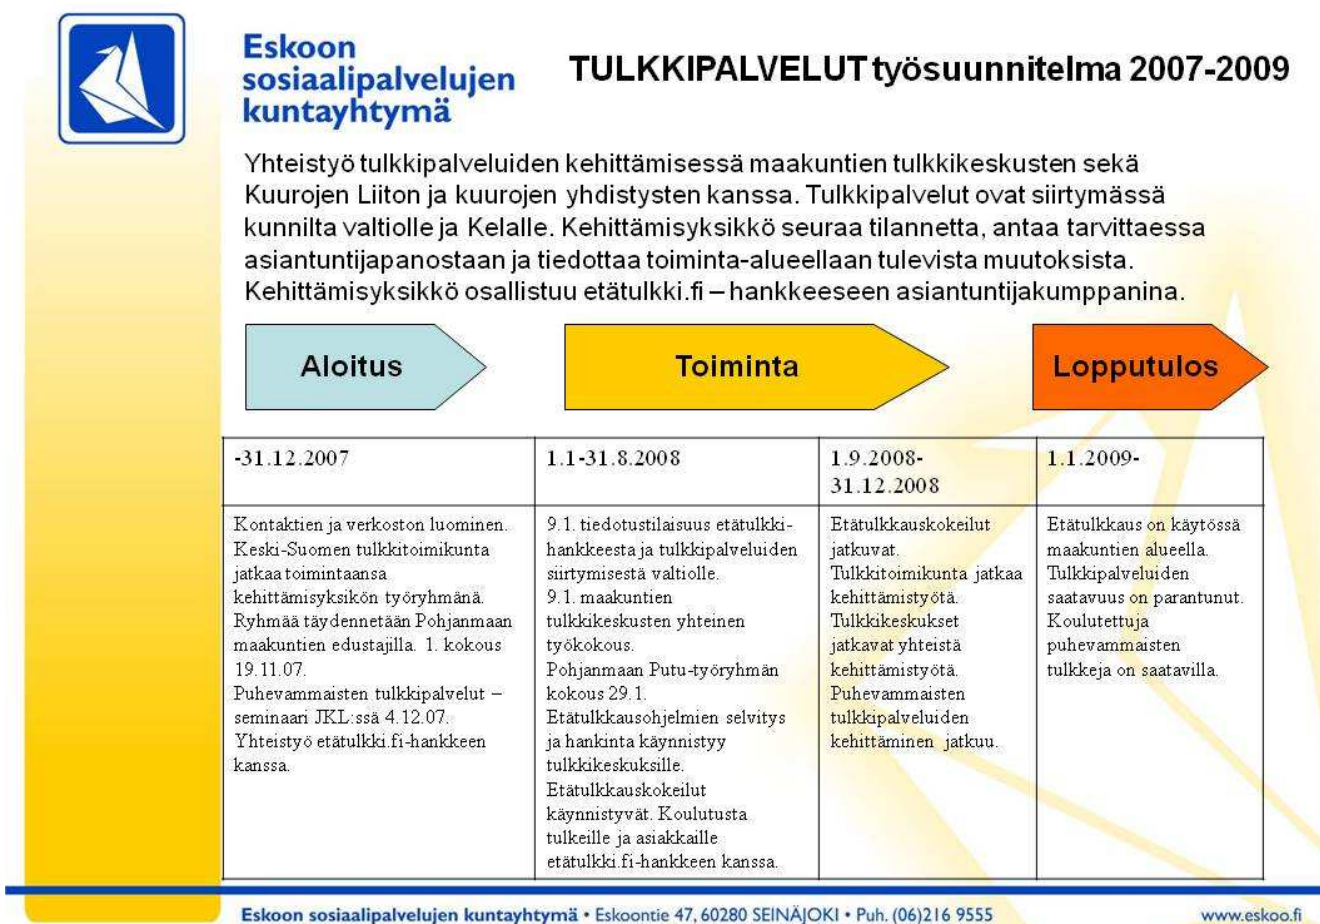 Eskoon
sosiaalipalvelujen
kuntayhtymä
TULKKIPALVELUT työsuunnitelma 2007-2009
Yhteistyö tulkkipalveluiden kehittämisessä maakuntien tulkkikeskusten sekä
Kuurojen Liiton ja kuurojen yhdistysten kanssa. Tulkkipalvelut ovat siirtymässä
kunnilta valtiolle ja Kelalle. Kehittämisyksikkö seuraa tilannetta, antaa tarvittaessa
asiantuntijapanostaan ja tiedottaa toiminta-alueellaan tulevista muutoksista.
Kehittämisyksikkö osallistuu etätulkki.fi – hankkeeseen asiantuntijakumppanina.
Aloitus
Toiminta
Lopputulos
-31.12.2007
1.1-31.8.2008
1.9.2008-
31.12.2008
1.1.2009-
Kontaktien ja verkoston luominen.
Keski-Suomen tulkkitoimikunta
jatkaa toimintaansa
kehittämisyksikön työryhmänä.
Ryhmää täydennetään Pohjanmaan
maakuntien edustajilla. 1. kokous
19.11.07.
Puhevammaisten tulkkipalvelut –
seminaari JKL:ssä 4.12.07.
Yhteistyö etätulkki.fi-hankkeen
kanssa.
9.1. tiedotustilaisuus etätulkki-
hankkeesta ja tulkkipalveluiden
siirtymisestä valtiolle.
9.1. maakuntien
tulkkikeskusten yhteinen
työkokous.
Pohjanmaan Putu-työryhmän
kokous 29.1.
Etätulkkausohjelmien selvitys
ja hankinta käynnistyy
tulkkikeskuksille.
Etätulkkauskokeilut
käynnistyvät. Koulutusta
tulkeille ja asiakkaille
etätulkki.fi-hankkeen kanssa.
Etätulkkauskokeilut
jatkuvat.
Tulkkitoimikunta jatkaa
kehittämistyötä.
Tulkkikeskukset
jatkavat yhteistä
kehittämistyötä.
Puhevammaisten
tulkkipalveluiden
kehittäminen jatkuu.
Etätulkkaus on käytössä
maakuntien alueella.
Tulkkipalveluiden
saatavuus on parantunut.
Koulutettuja
puhevammaisten
tulkkeja on saatavilla.
Eskoon sosiaalipalvelujen kuntayhtymä • Eskoontie 47, 60280 SEINÄJOKI • Puh. (06)216 9555
www.eskoo.fi